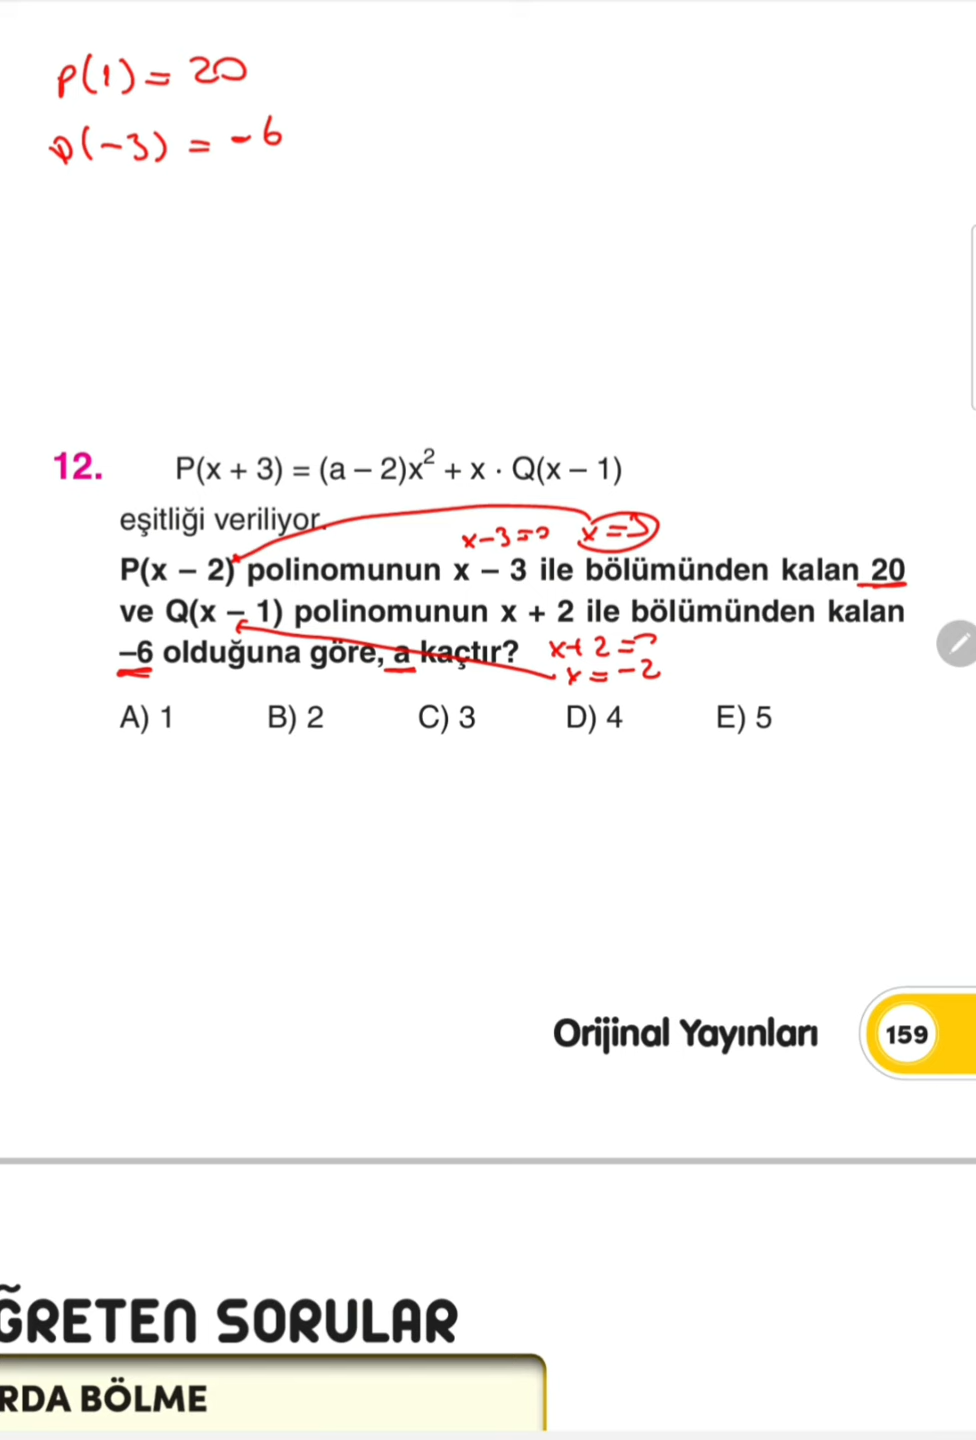 P(1) = 20
P(-3) = -6
12. P(x + 3) = (a – 2)x² + x · Q(x – 1)
eşitliği veriliyor.
x-3=0 x=3
P(x – 2) polinomunun x – 3 ile bölümünden kalan 20
ve Q(x – 1) polinomunun x + 2 ile bölümünden kalan
–6 olduğuna göre, a kaçtır? x+2=0
x=-2
A) 1 B) 2 C) 3 D) 4 E) 5
Orijinal Yayınları 159
ĞRETEN SORULAR
RDA BÖLME